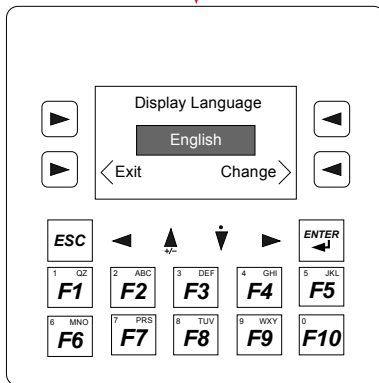 Display Language
English
Exit Change
ESC +/- ENTER
1 QZ 2 ABC 3 DEF 4 GHI 5 JKL
F1 F2 F3 F4 F5
6 MNO 7 PRS 8 TUV 9 WXY 0
F6 F7 F8 F9 F10